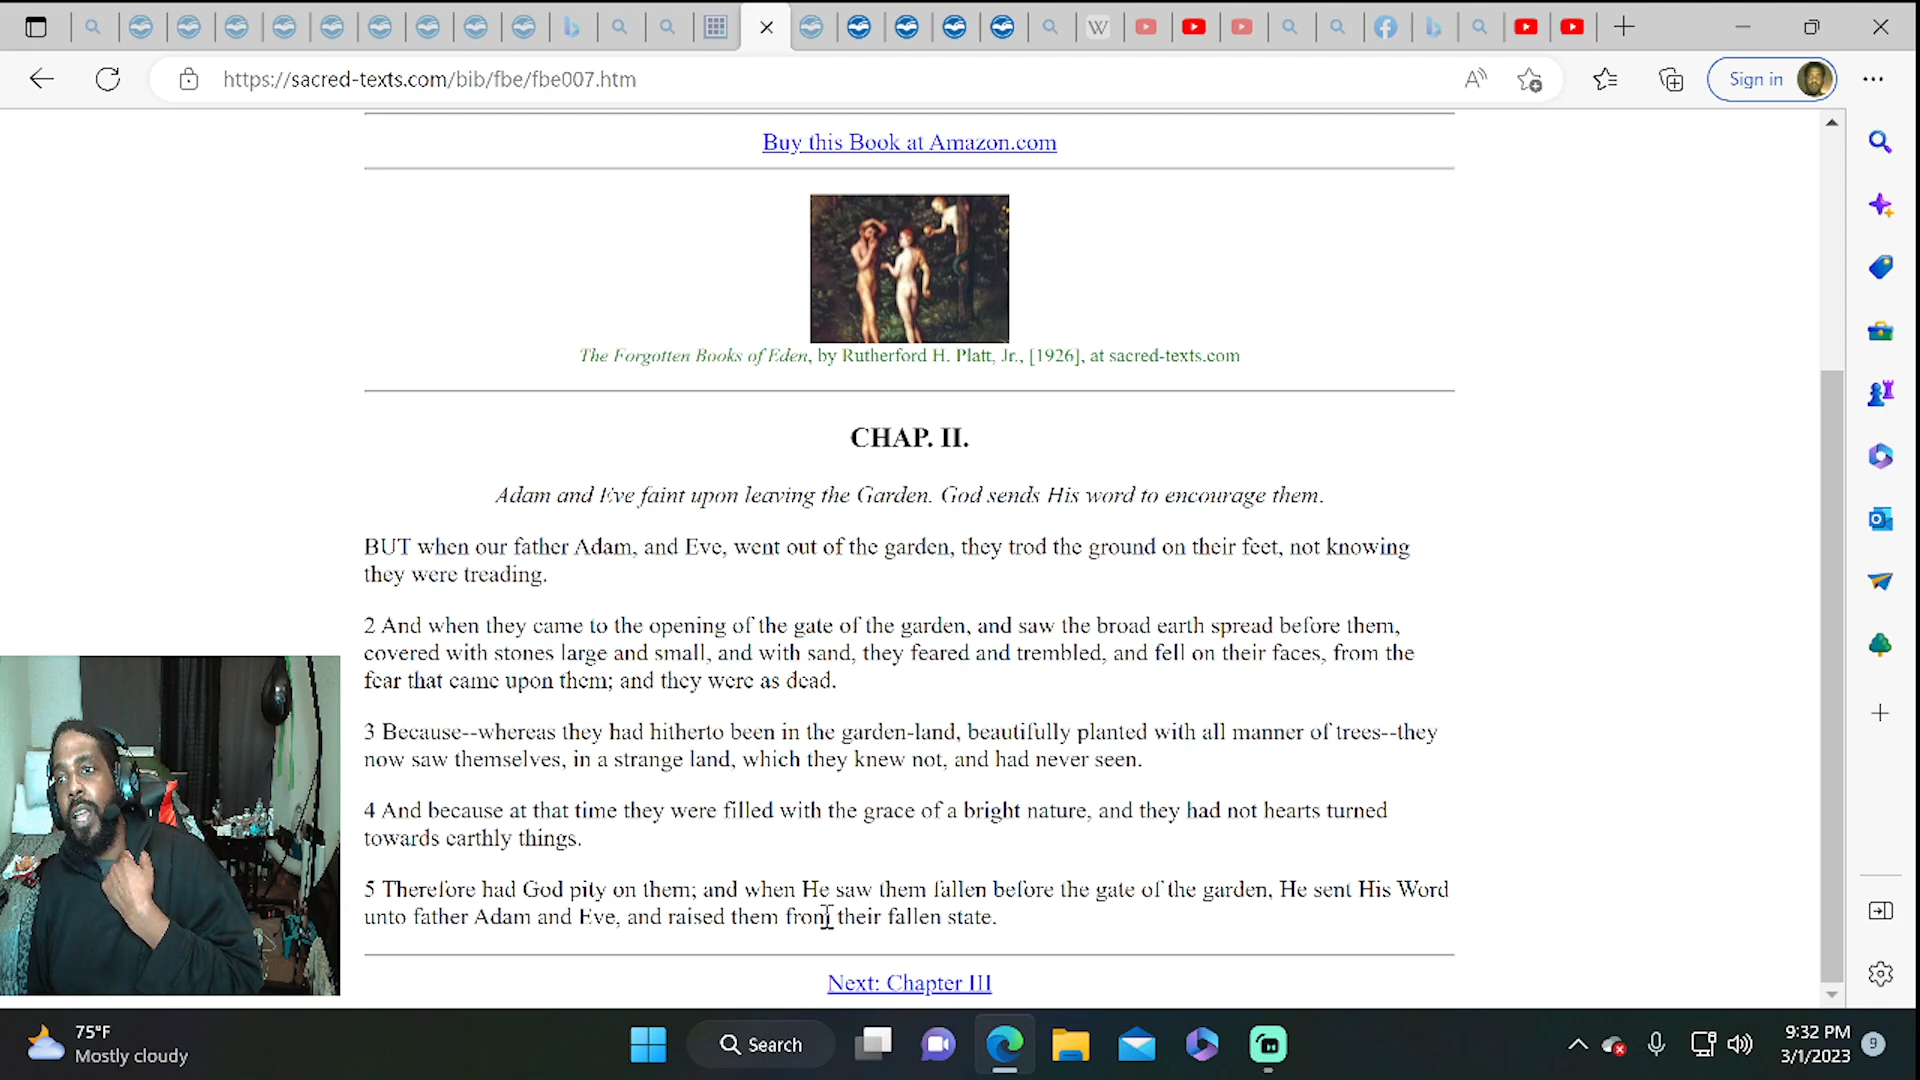 https://sacred-texts.com/bib/fbe/fbe007.htm
Sign in
Buy this Book at Amazon.com
The Forgotten Books of Eden, by Rutherford H. Platt, Jr., [1926], at sacred-texts.com
CHAP. II.
Adam and Eve faint upon leaving the Garden. God sends His word to encourage them.
BUT when our father Adam, and Eve, went out of the garden, they trod the ground on their feet, not knowing
they were treading.
2 And when they came to the opening of the gate of the garden, and saw the broad earth spread before them,
covered with stones large and small, and with sand, they feared and trembled, and fell on their faces, from the
fear that came upon them; and they were as dead.
3 Because--whereas they had hitherto been in the garden-land, beautifully planted with all manner of trees--they
now saw themselves, in a strange land, which they knew not, and had never seen.
4 And because at that time they were filled with the grace of a bright nature, and they had not hearts turned
towards earthly things.
5 Therefore had God pity on them; and when He saw them fallen before the gate of the garden, He sent His Word
unto father Adam and Eve, and raised them from their fallen state.
Next: Chapter III
75°F
Mostly cloudy
Search
9:32 PM
3/1/2023
9